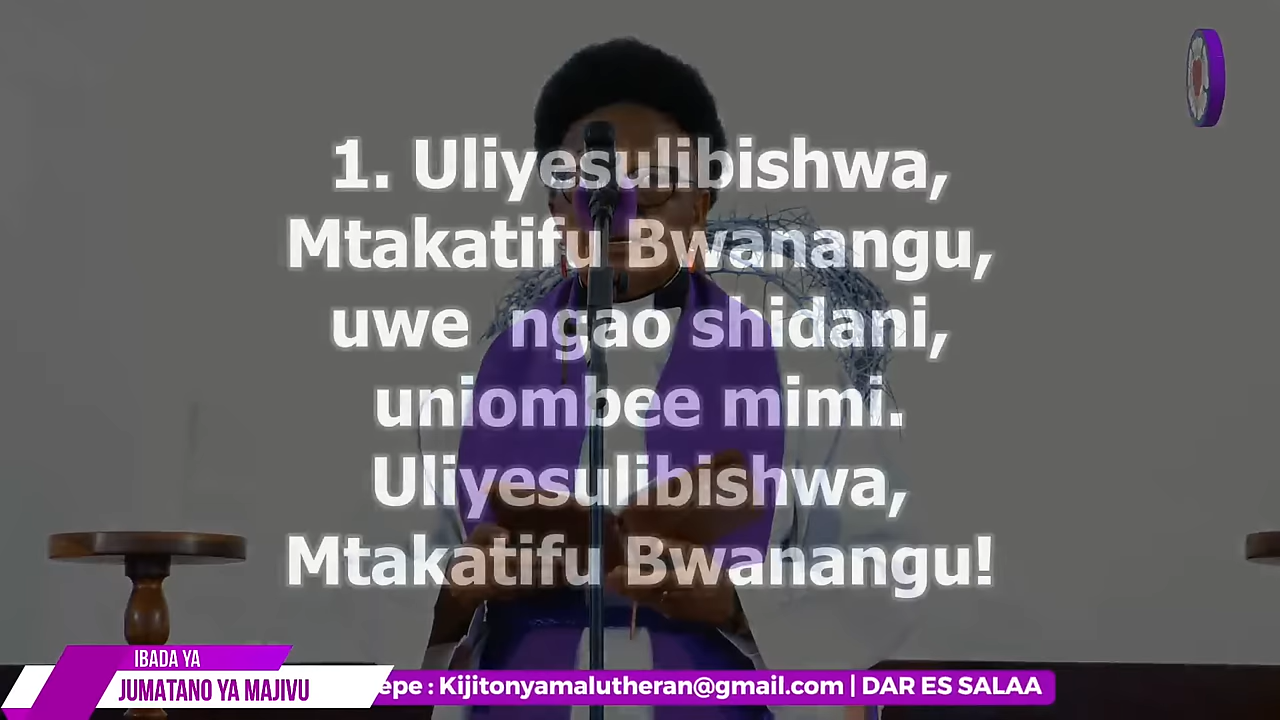 1. Uliyesulibishwa,
Mtakatifu Bwanangu,
uwe ngao shidani,
uniombee mimi.
Uliyesulibishwa,
Mtakatifu Bwanangu!
IBADA YA
JUMATANO YA MAJIVU
epe : Kijitonyamalutheran@gmail.com | DAR ES SALAA